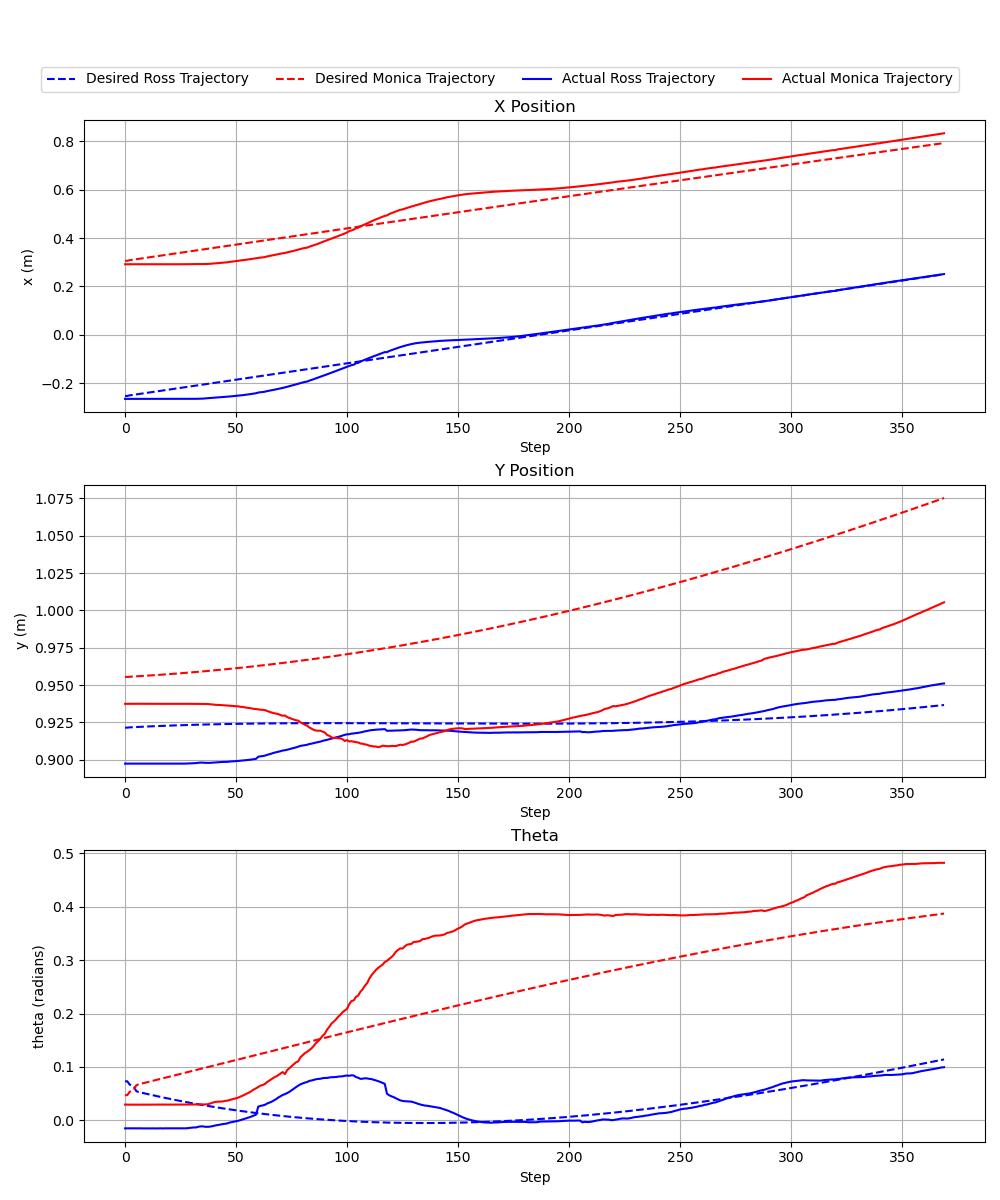 Desired Ross Trajectory Desired Monica Trajectory Actual Ross Trajectory Actual Monica Trajectory
X Position
0.8
0.6
0.4
0.2
0.0
−0.2
x (m)
0 50 100 150 200 250 300 350
Step
Y Position
1.075
1.050
1.025
1.000
0.975
0.950
0.925
0.900
y (m)
0 50 100 150 200 250 300 350
Step
Theta
0.5
0.4
0.3
0.2
0.1
0.0
theta (radians)
0 50 100 150 200 250 300 350
Step